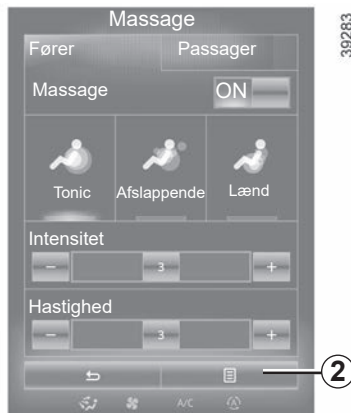 Massage
39283
Fører Passager
Massage ON
Tonic Afslappende Lænd
Intensitet
− 3 +
Hastighed
− 3 +
2
A/C